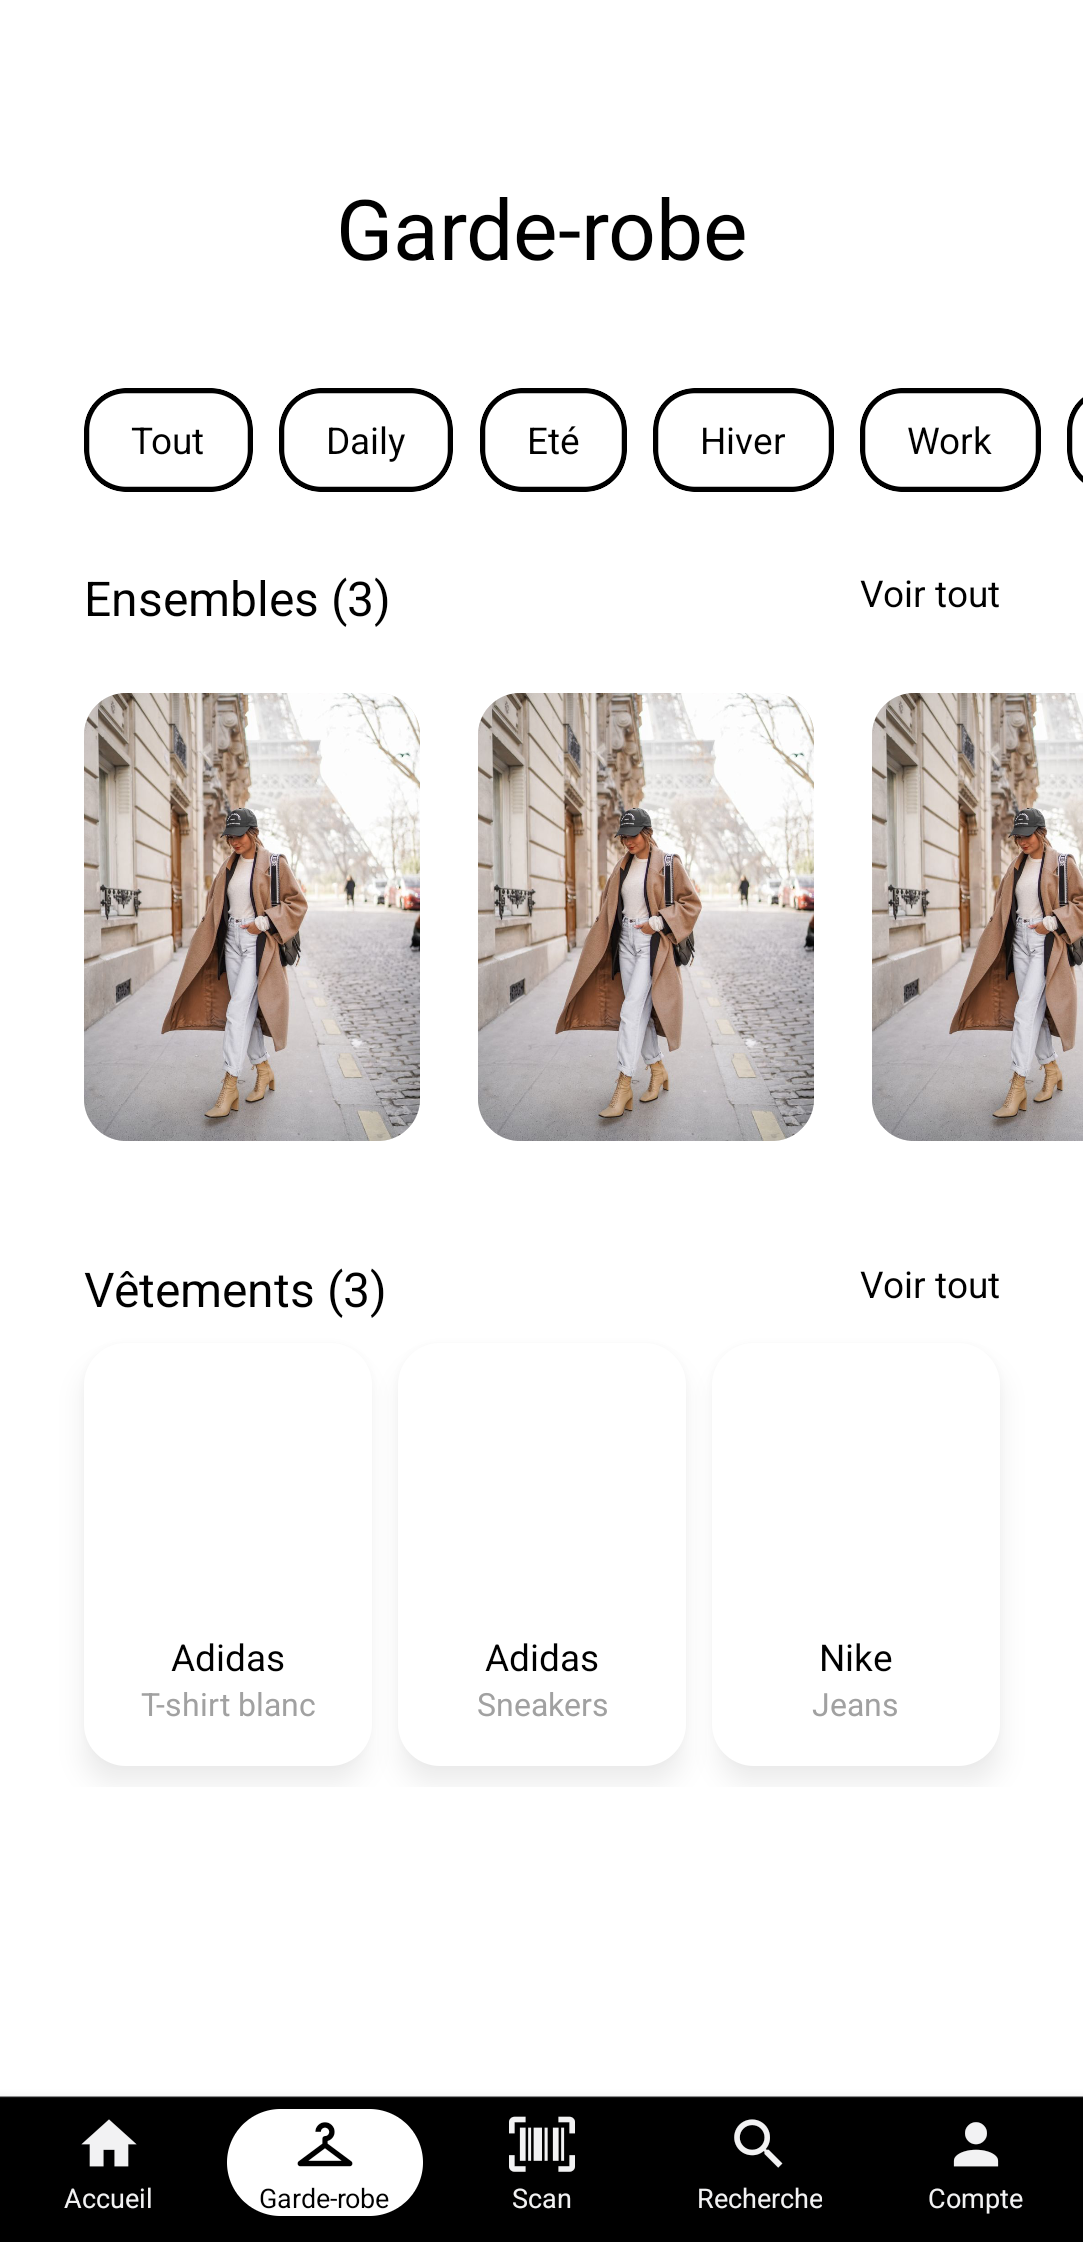 Garde-robe
Tout
Daily
Eté
Hiver
Work
Ensembles (3)
Voir tout
Vêtements (3)
Voir tout
Adidas
T-shirt blanc
Adidas
Sneakers
Nike
Jeans
Accueil
Garde-robe
Scan
Recherche
Compte